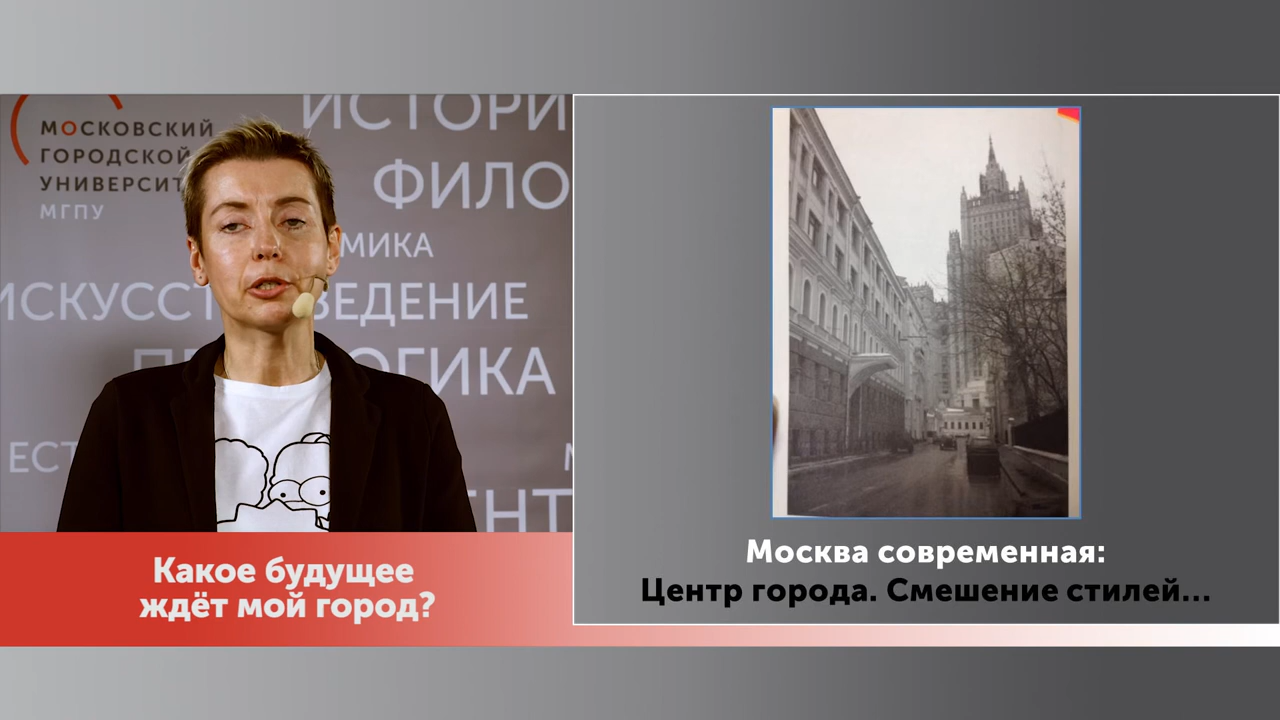 МОСКОВСКИЙ
ГОРОДСКОЙ
УНИВЕРСИТ
МГПУ
ИСТОРИ
ФИЛО
МИКА
ИСКУССТ ВЕДЕНИЕ
ОГИКА
ЕСТ
ЕНТ
Какое будущее
ждёт мой город?
Москва современная:
Центр города. Смешение стилей...